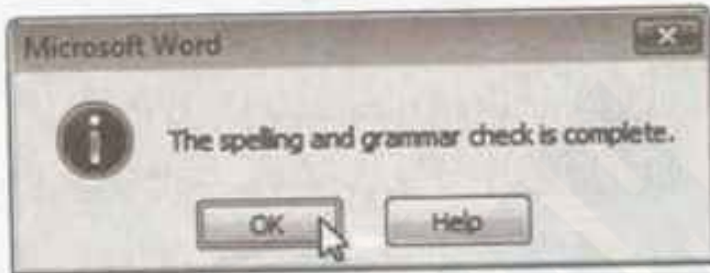 Microsoft Word
The spelling and grammar check is complete.
OK
Help